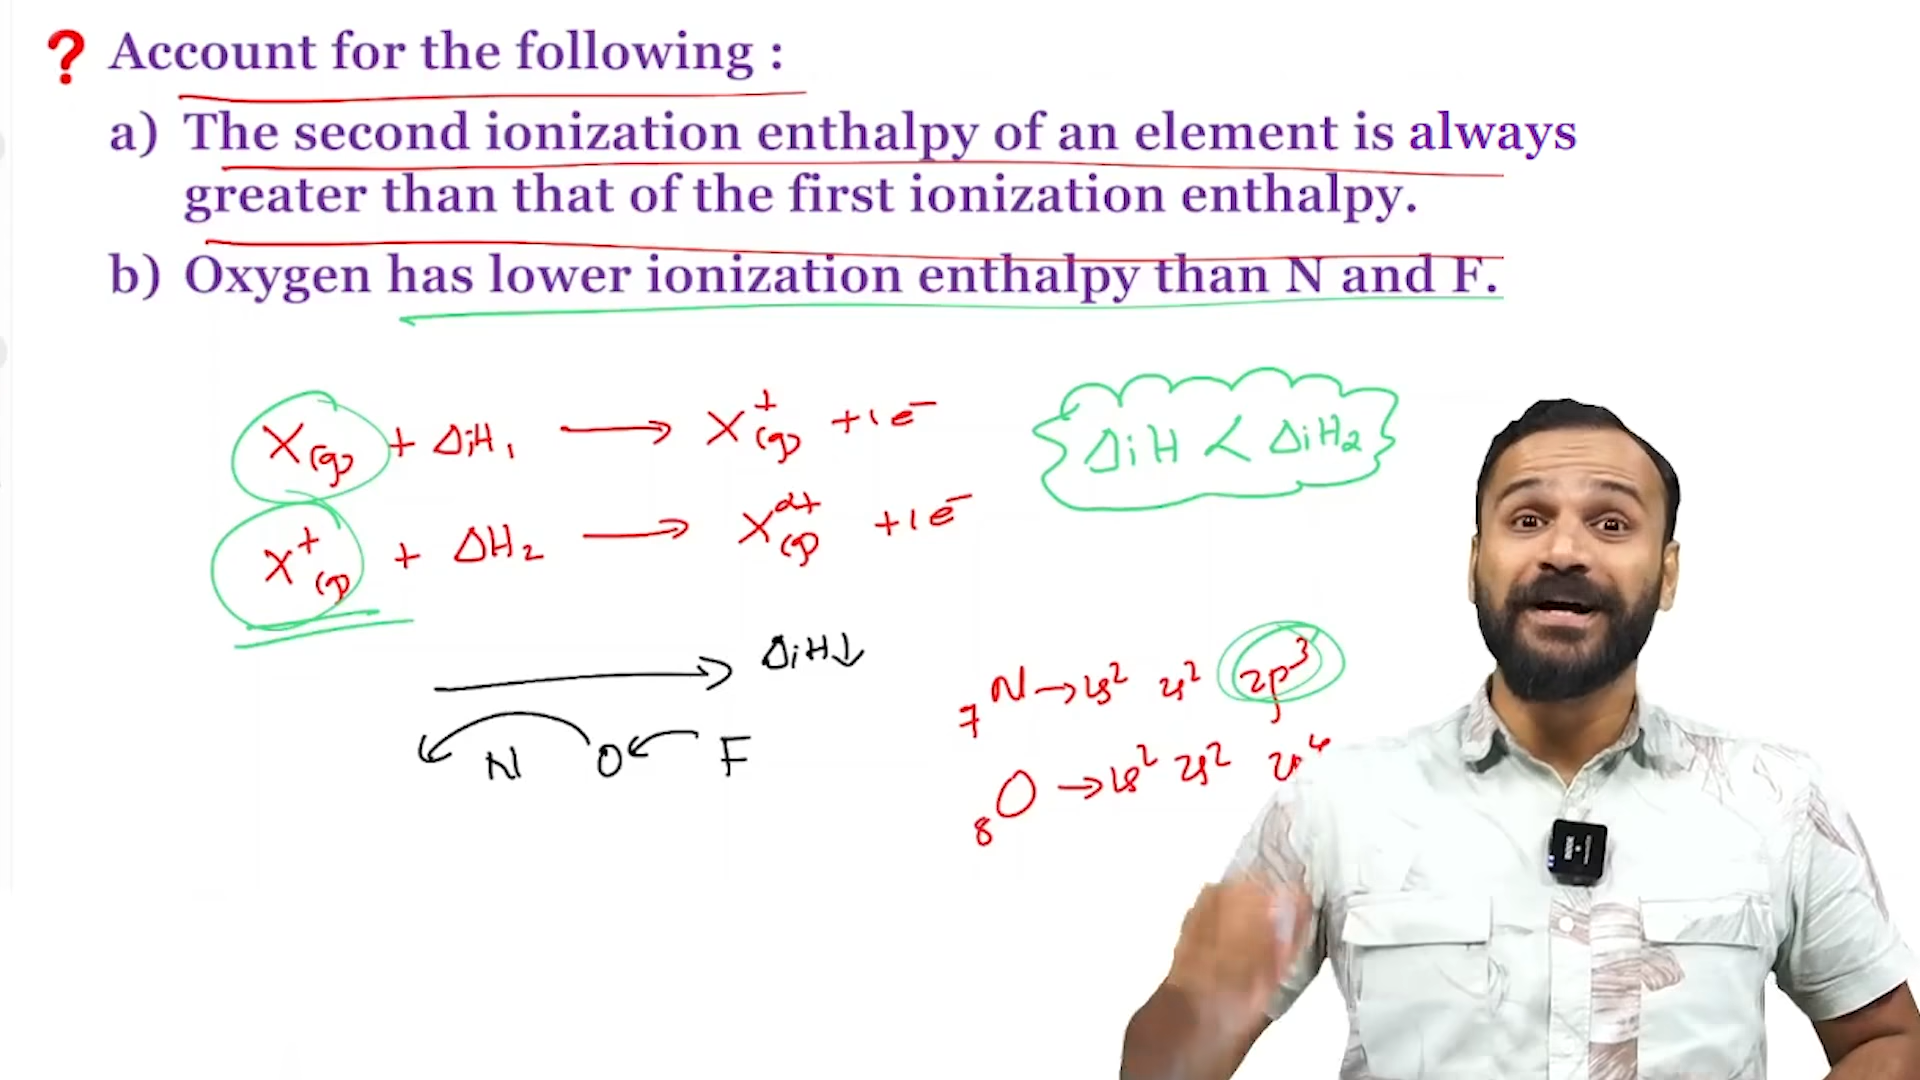 ❓ Account for the following :
a) The second ionization enthalpy of an element is always
greater than that of the first ionization enthalpy.
b) Oxygen has lower ionization enthalpy than N and F.
X(g) + ΔiH₁ ⟶ X⁺(g) + 1e⁻
ΔiH < ΔiH₂
X⁺(g) + ΔH₂ ⟶ X²⁺(g) + 1e⁻
ΔiH↓
N O F
₇N → 1s² 2s² 2p³
₈O → 1s² 2s² 2p⁴